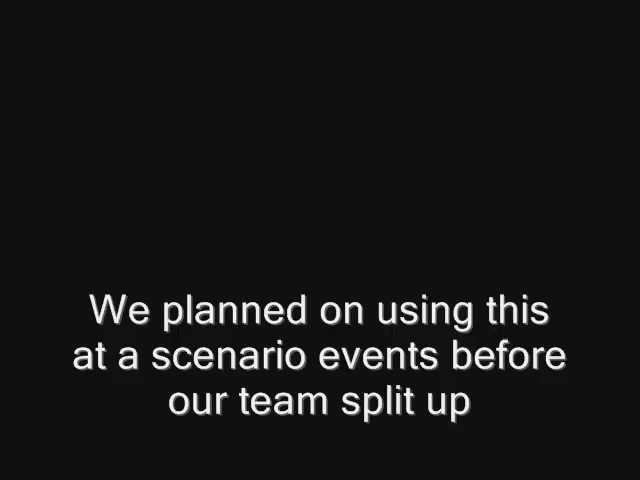 We planned on using this
at a scenario events before
our team split up